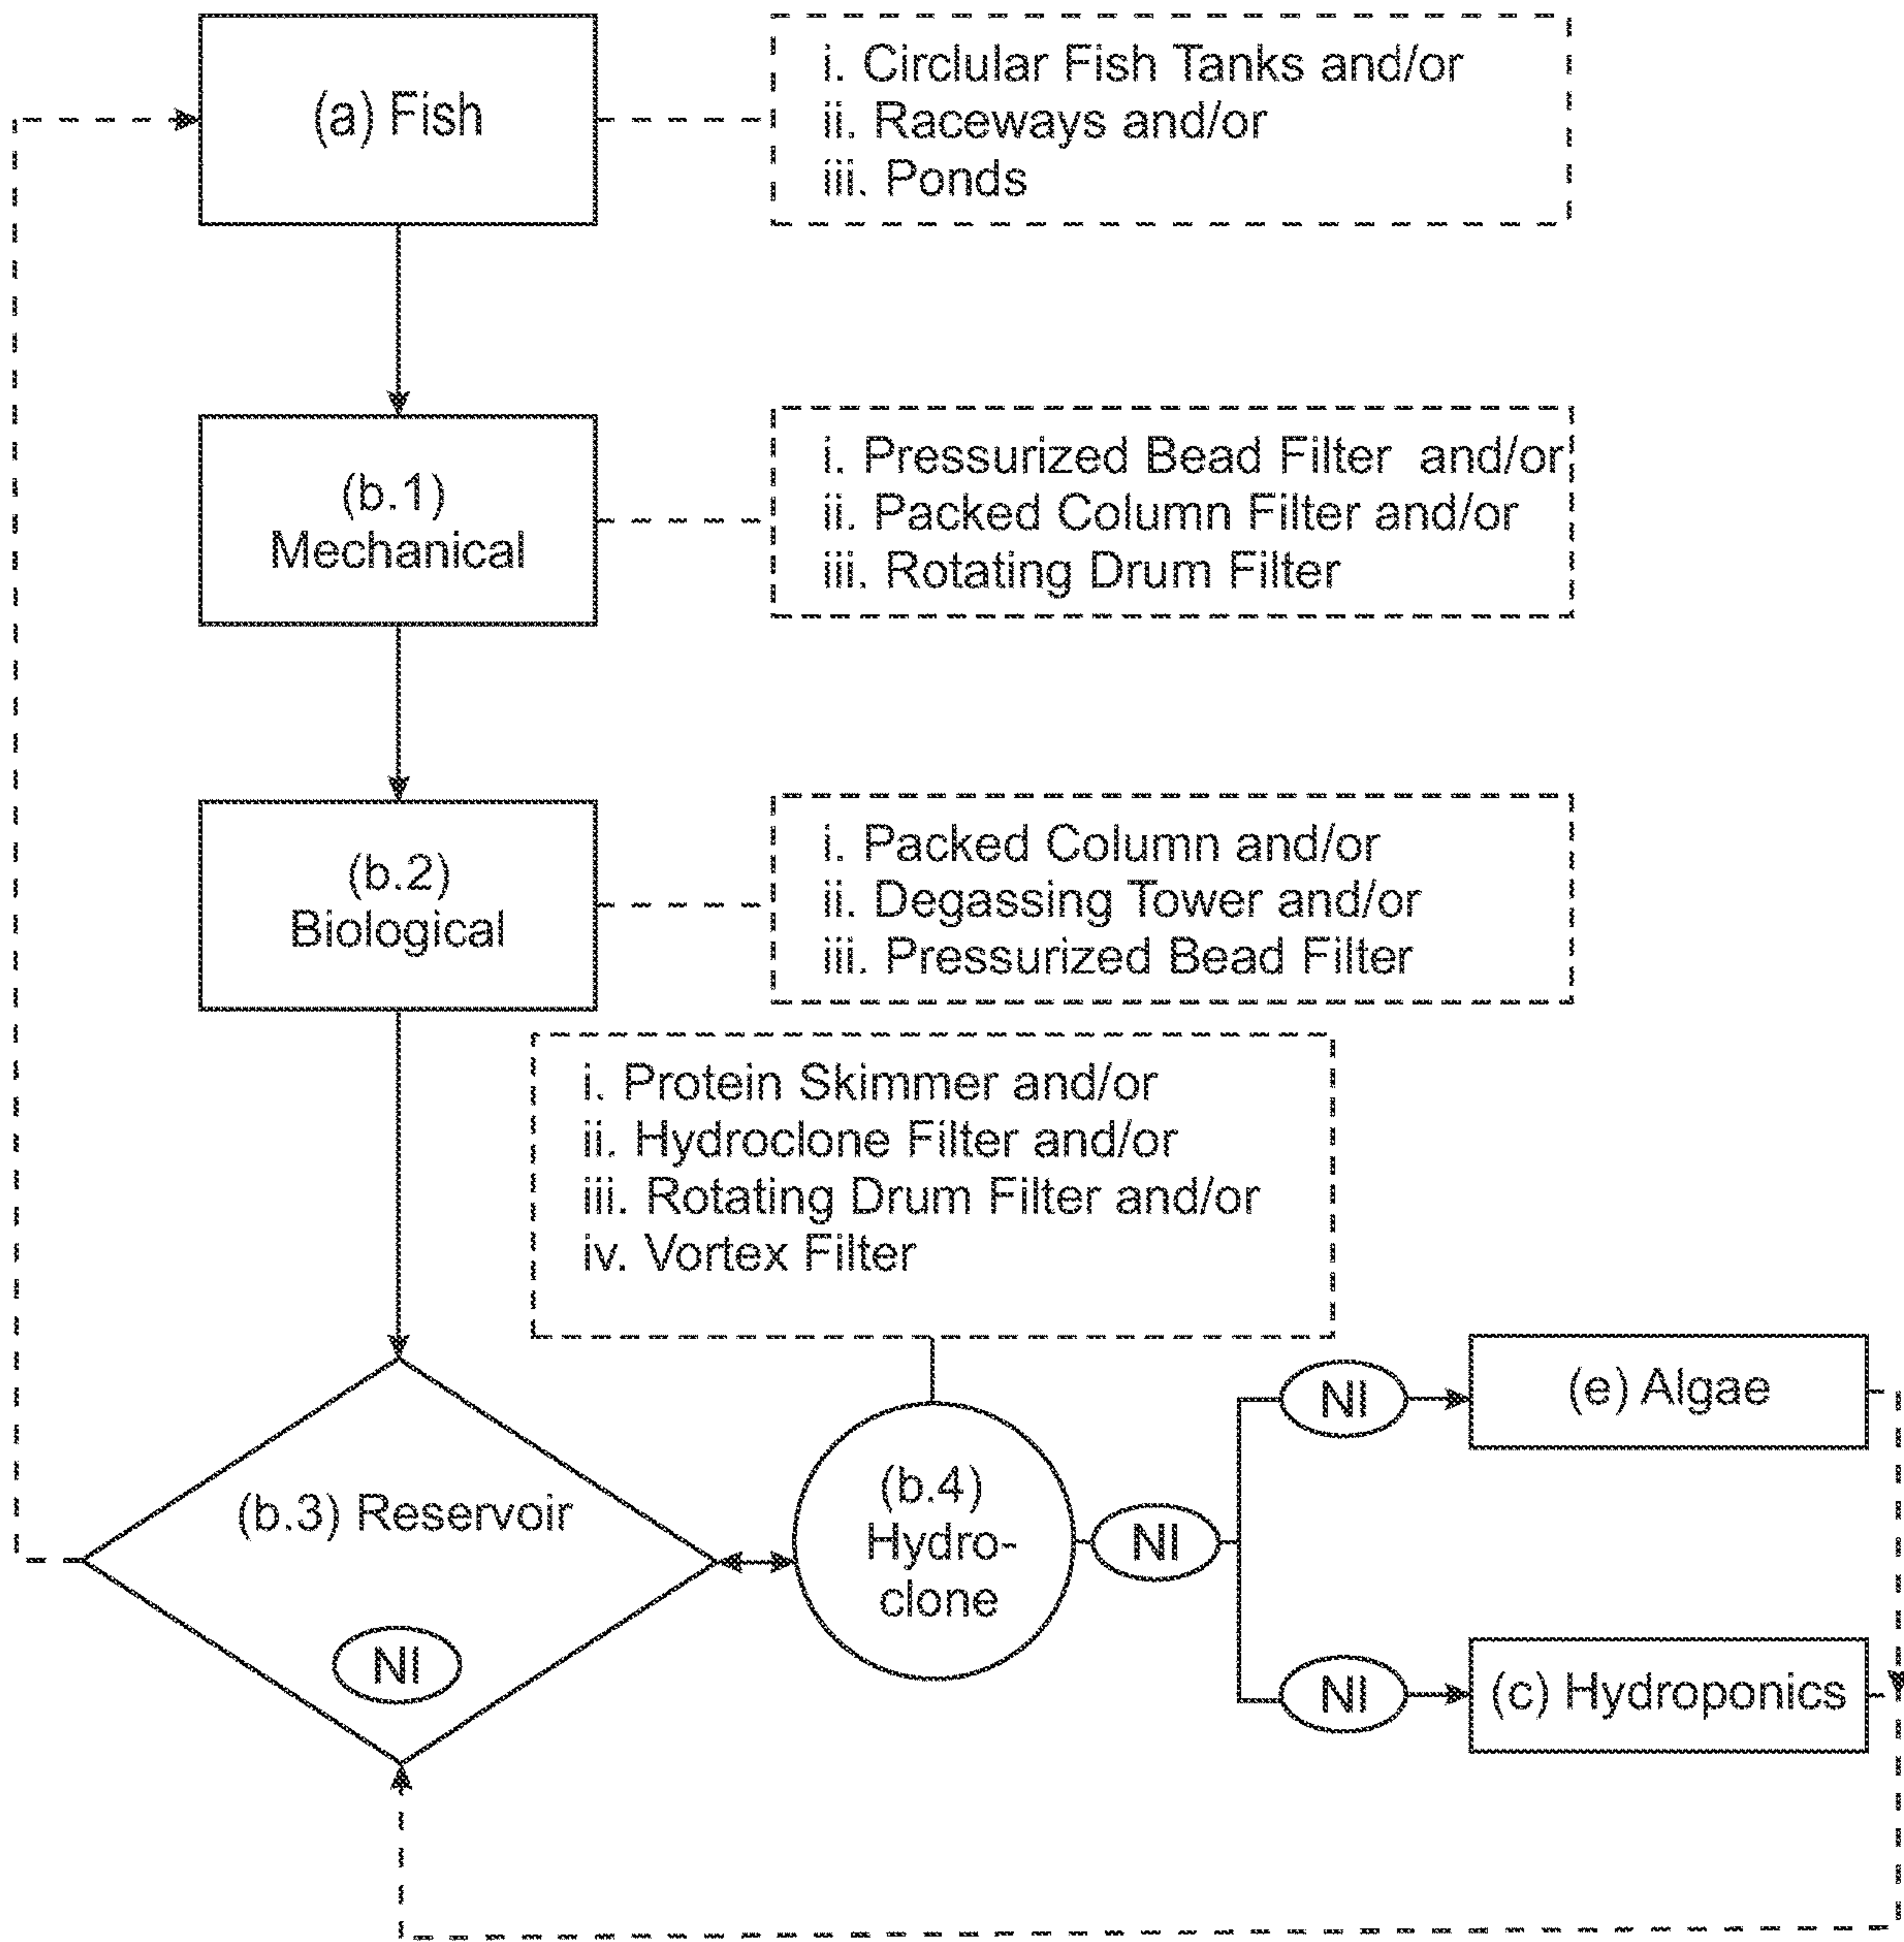 (a) Fish
i. Circlular Fish Tanks and/or
ii. Raceways and/or
iii. Ponds
(b.1)
Mechanical
i. Pressurized Bead Filter and/or
ii. Packed Column Filter and/or
iii. Rotating Drum Filter
(b.2)
Biological
i. Packed Column and/or
ii. Degassing Tower and/or
iii. Pressurized Bead Filter
i. Protein Skimmer and/or
ii. Hydroclone Filter and/or
iii. Rotating Drum Filter and/or
iv. Vortex Filter
(b.3) Reservoir
NI
(b.4)
Hydro-
clone
NI
NI
(e) Algae
NI
(c) Hydroponics